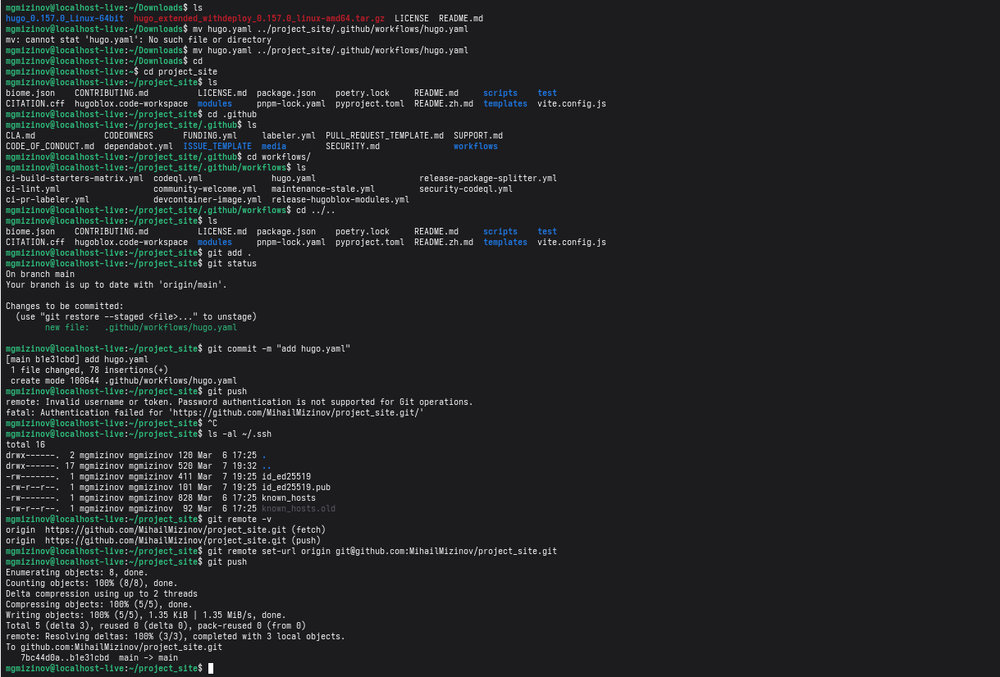 mgmizinov@localhost-live:~/Downloads$ ls
hugo_0.157.0_Linux-64bit  hugo_extended_withdeploy_0.157.0_linux-amd64.tar.gz  LICENSE  README.md
mgmizinov@localhost-live:~/Downloads$ mv hugo.yaml ../project_site/.github/workflows/hugo.yaml
mv: cannot stat 'hugo.yaml': No such file or directory
mgmizinov@localhost-live:~/Downloads$ mv hugo.yaml ../project_site/.github/workflows/hugo.yaml
mgmizinov@localhost-live:~/Downloads$ cd
mgmizinov@localhost-live:~$ cd project_site
mgmizinov@localhost-live:~/project_site$ ls
biome.json    CONTRIBUTING.md          LICENSE.md  package.json    poetry.lock     README.md     scripts    test
CITATION.cff  hugoblox.code-workspace  modules     pnpm-lock.yaml  pyproject.toml  README.zh.md  templates  vite.config.js
mgmizinov@localhost-live:~/project_site$ cd .github
mgmizinov@localhost-live:~/project_site/.github$ ls
CLA.md              CODEOWNERS      FUNDING.yml     labeler.yml  PULL_REQUEST_TEMPLATE.md  SUPPORT.md
CODE_OF_CONDUCT.md  dependabot.yml  ISSUE_TEMPLATE  media        SECURITY.md               workflows
mgmizinov@localhost-live:~/project_site/.github$ cd workflows/
mgmizinov@localhost-live:~/project_site/.github/workflows$ ls
ci-build-starters-matrix.yml  codeql.yml              hugo.yaml                     release-package-splitter.yml
ci-lint.yml                   community-welcome.yml   maintenance-stale.yml         security-codeql.yml
ci-pr-labeler.yml             devcontainer-image.yml  release-hugoblox-modules.yml
mgmizinov@localhost-live:~/project_site/.github/workflows$ cd ../..
mgmizinov@localhost-live:~/project_site$ ls
biome.json    CONTRIBUTING.md          LICENSE.md  package.json    poetry.lock     README.md     scripts    test
CITATION.cff  hugoblox.code-workspace  modules     pnpm-lock.yaml  pyproject.toml  README.zh.md  templates  vite.config.js
mgmizinov@localhost-live:~/project_site$ git add .
mgmizinov@localhost-live:~/project_site$ git status
On branch main
Your branch is up to date with 'origin/main'.
Changes to be committed:
  (use "git restore --staged <file>..." to unstage)
        new file:   .github/workflows/hugo.yaml
mgmizinov@localhost-live:~/project_site$ git commit -m "add hugo.yaml"
[main b1e31cbd] add hugo.yaml
 1 file changed, 78 insertions(+)
 create mode 100644 .github/workflows/hugo.yaml
mgmizinov@localhost-live:~/project_site$ git push
remote: Invalid username or token. Password authentication is not supported for Git operations.
fatal: Authentication failed for 'https://github.com/MihailMizinov/project_site.git/'
mgmizinov@localhost-live:~/project_site$ ^C
mgmizinov@localhost-live:~/project_site$ ls -al ~/.ssh
total 16
drwx------.  2 mgmizinov mgmizinov 120 Mar  6 17:25 .
drwx------. 17 mgmizinov mgmizinov 520 Mar  7 19:32 ..
-rw-------.  1 mgmizinov mgmizinov 411 Mar  7 19:25 id_ed25519
-rw-r--r--.  1 mgmizinov mgmizinov 101 Mar  7 19:25 id_ed25519.pub
-rw-------.  1 mgmizinov mgmizinov 828 Mar  6 17:25 known_hosts
-rw-r--r--.  1 mgmizinov mgmizinov  92 Mar  6 17:25 known_hosts.old
mgmizinov@localhost-live:~/project_site$ git remote -v
origin  https://github.com/MihailMizinov/project_site.git (fetch)
origin  https://github.com/MihailMizinov/project_site.git (push)
mgmizinov@localhost-live:~/project_site$ git remote set-url origin git@github.com:MihailMizinov/project_site.git
mgmizinov@localhost-live:~/project_site$ git push
Enumerating objects: 8, done.
Counting objects: 100% (8/8), done.
Delta compression using up to 2 threads
Compressing objects: 100% (5/5), done.
Writing objects: 100% (5/5), 1.35 KiB | 1.35 MiB/s, done.
Total 5 (delta 3), reused 0 (delta 0), pack-reused 0 (from 0)
remote: Resolving deltas: 100% (3/3), completed with 3 local objects.
To github.com:MihailMizinov/project_site.git
   7bc44d0a..b1e31cbd  main -> main
mgmizinov@localhost-live:~/project_site$